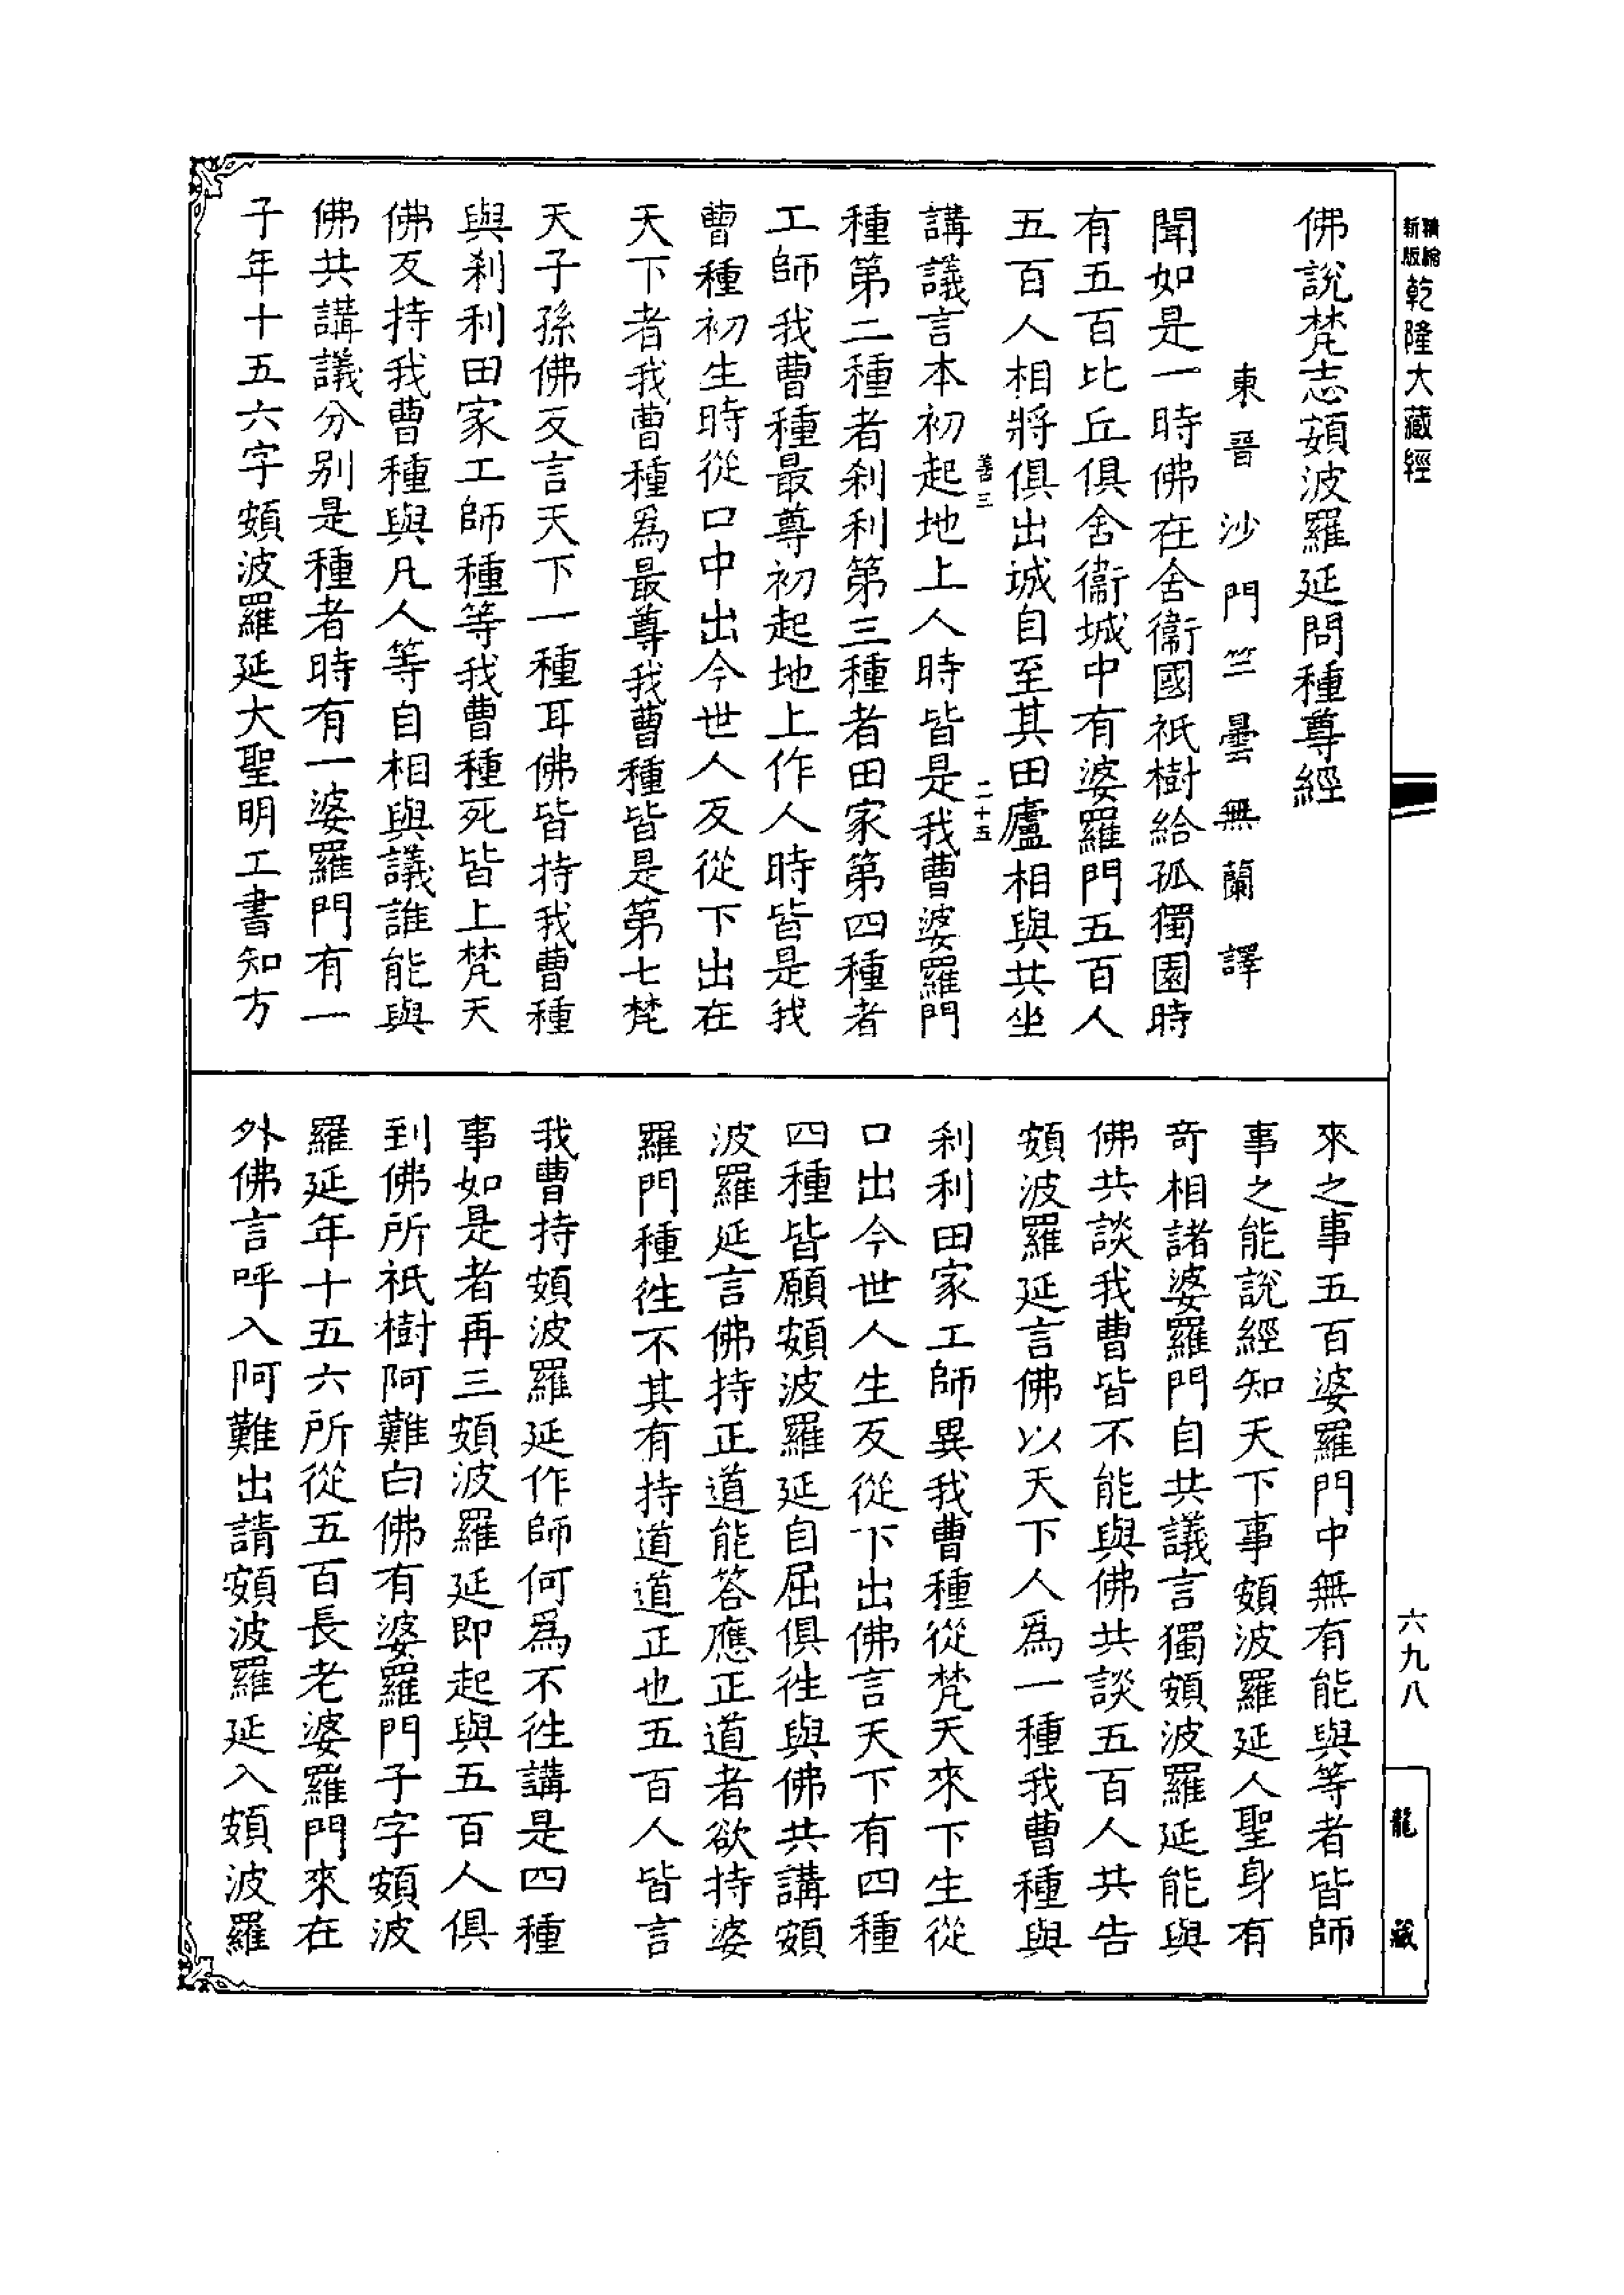 新版
精繪
乾隆大藏經
佛說梵志頞波羅延問種尊經
東晉沙門竺曇無蘭譯
聞如是一時佛在舍衞國祇樹給孤獨園時
有五百比丘俱舍衞城中有婆羅門五百人
五百人相將俱出城自至其田廬相與共坐
善三
二十五
講議言本初起地上人時皆是我曹婆羅門
種第二種者刹利第三種者田家第四種者
工師我曹種最尊初起地上作人時皆是我
曹種初生時從口中出今世人反從下出在
天下者我曹種爲最尊我曹種皆是第七梵
天子孫佛反言天下一種耳佛皆持我曹種
與刹利田家工師種等我曹種死皆上梵天
佛反持我曹種與凡人等自相與議誰能與
佛共講議分别是種者時有一婆羅門有一
子年十五六字頞波羅延大聖明工書知方
來之事五百婆羅門中無有能與等者皆師
事之能說經知天下事頞波羅延人聖身有
奇相諸婆羅門自共議言獨頞波羅延能與
佛共談我曹皆不能與佛共談五百人共告
頞波羅延言佛以天下人爲一種我曹種與
刹利田家工師異我曹種從梵天來下生從
口出今世人生反從下出佛言天下有四種
四種皆願頞波羅延自屈俱徃與佛共講頞
波羅延言佛持正道能答應正道者欲持婆
羅門種徃不其有持道道正也五百人皆言
我曹持頞波羅延作師何爲不徃講是四種
事如是者再三頞波羅延即起與五百人俱
到佛所祇樹阿難白佛有婆羅門子字頞波
羅延年十五六所從五百長老婆羅門來在
外佛言呼入阿難出請頞波羅延入頞波羅
六九八
龍藏